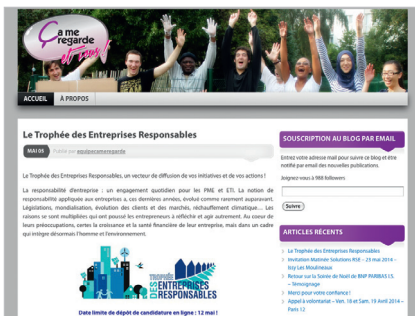 Ça me
regarde
et vous !
ACCUEIL
À PROPOS
Le Trophée des Entreprises Responsables
MAI 05
Publié par equipecameregarde
Le Trophée des Entreprises Responsables, un vecteur de diffusion de vos initiatives et de vos actions !
La responsabilité d'entreprise : un engagement quotidien pour les PME et ETI. La notion de
responsabilité appliquée aux entreprises a, ces dernières années, évolué comme rarement auparavant.
Législations, mondialisation, évolution des clients et des marchés, réchauffement climatique… Les
raisons se sont multipliées qui ont poussé les entrepreneurs à réfléchir et agir autrement. Au coeur de
leurs préoccupations, certes la croissance et la santé financière de leur entreprise, mais dans un cadre
qui intègre désormais l'homme et l'environnement.
TROPHÉE
DES ENTREPRISES
RESPONSABLES
Date limite de dépôt de candidature en ligne : 12 mai !
SOUSCRIPTION AU BLOG PAR EMAIL
Entrez votre adresse mail pour suivre ce blog et être
notifié par email des nouvelles publications.
Joignez-vous à 988 followers
Suivre
ARTICLES RÉCENTS
Le Trophée des Entreprises Responsables
Invitation Matinée Solutions RSE – 23 mai 2014 –
Issy Les Moulineaux
Retour sur la Soirée de Noël de BNP PARIBAS I.S.
– Témoignage
Merci pour votre confiance !
Appel à volontariat – Ven. 18 et Sam. 19 Avril 2014 –
Paris 12